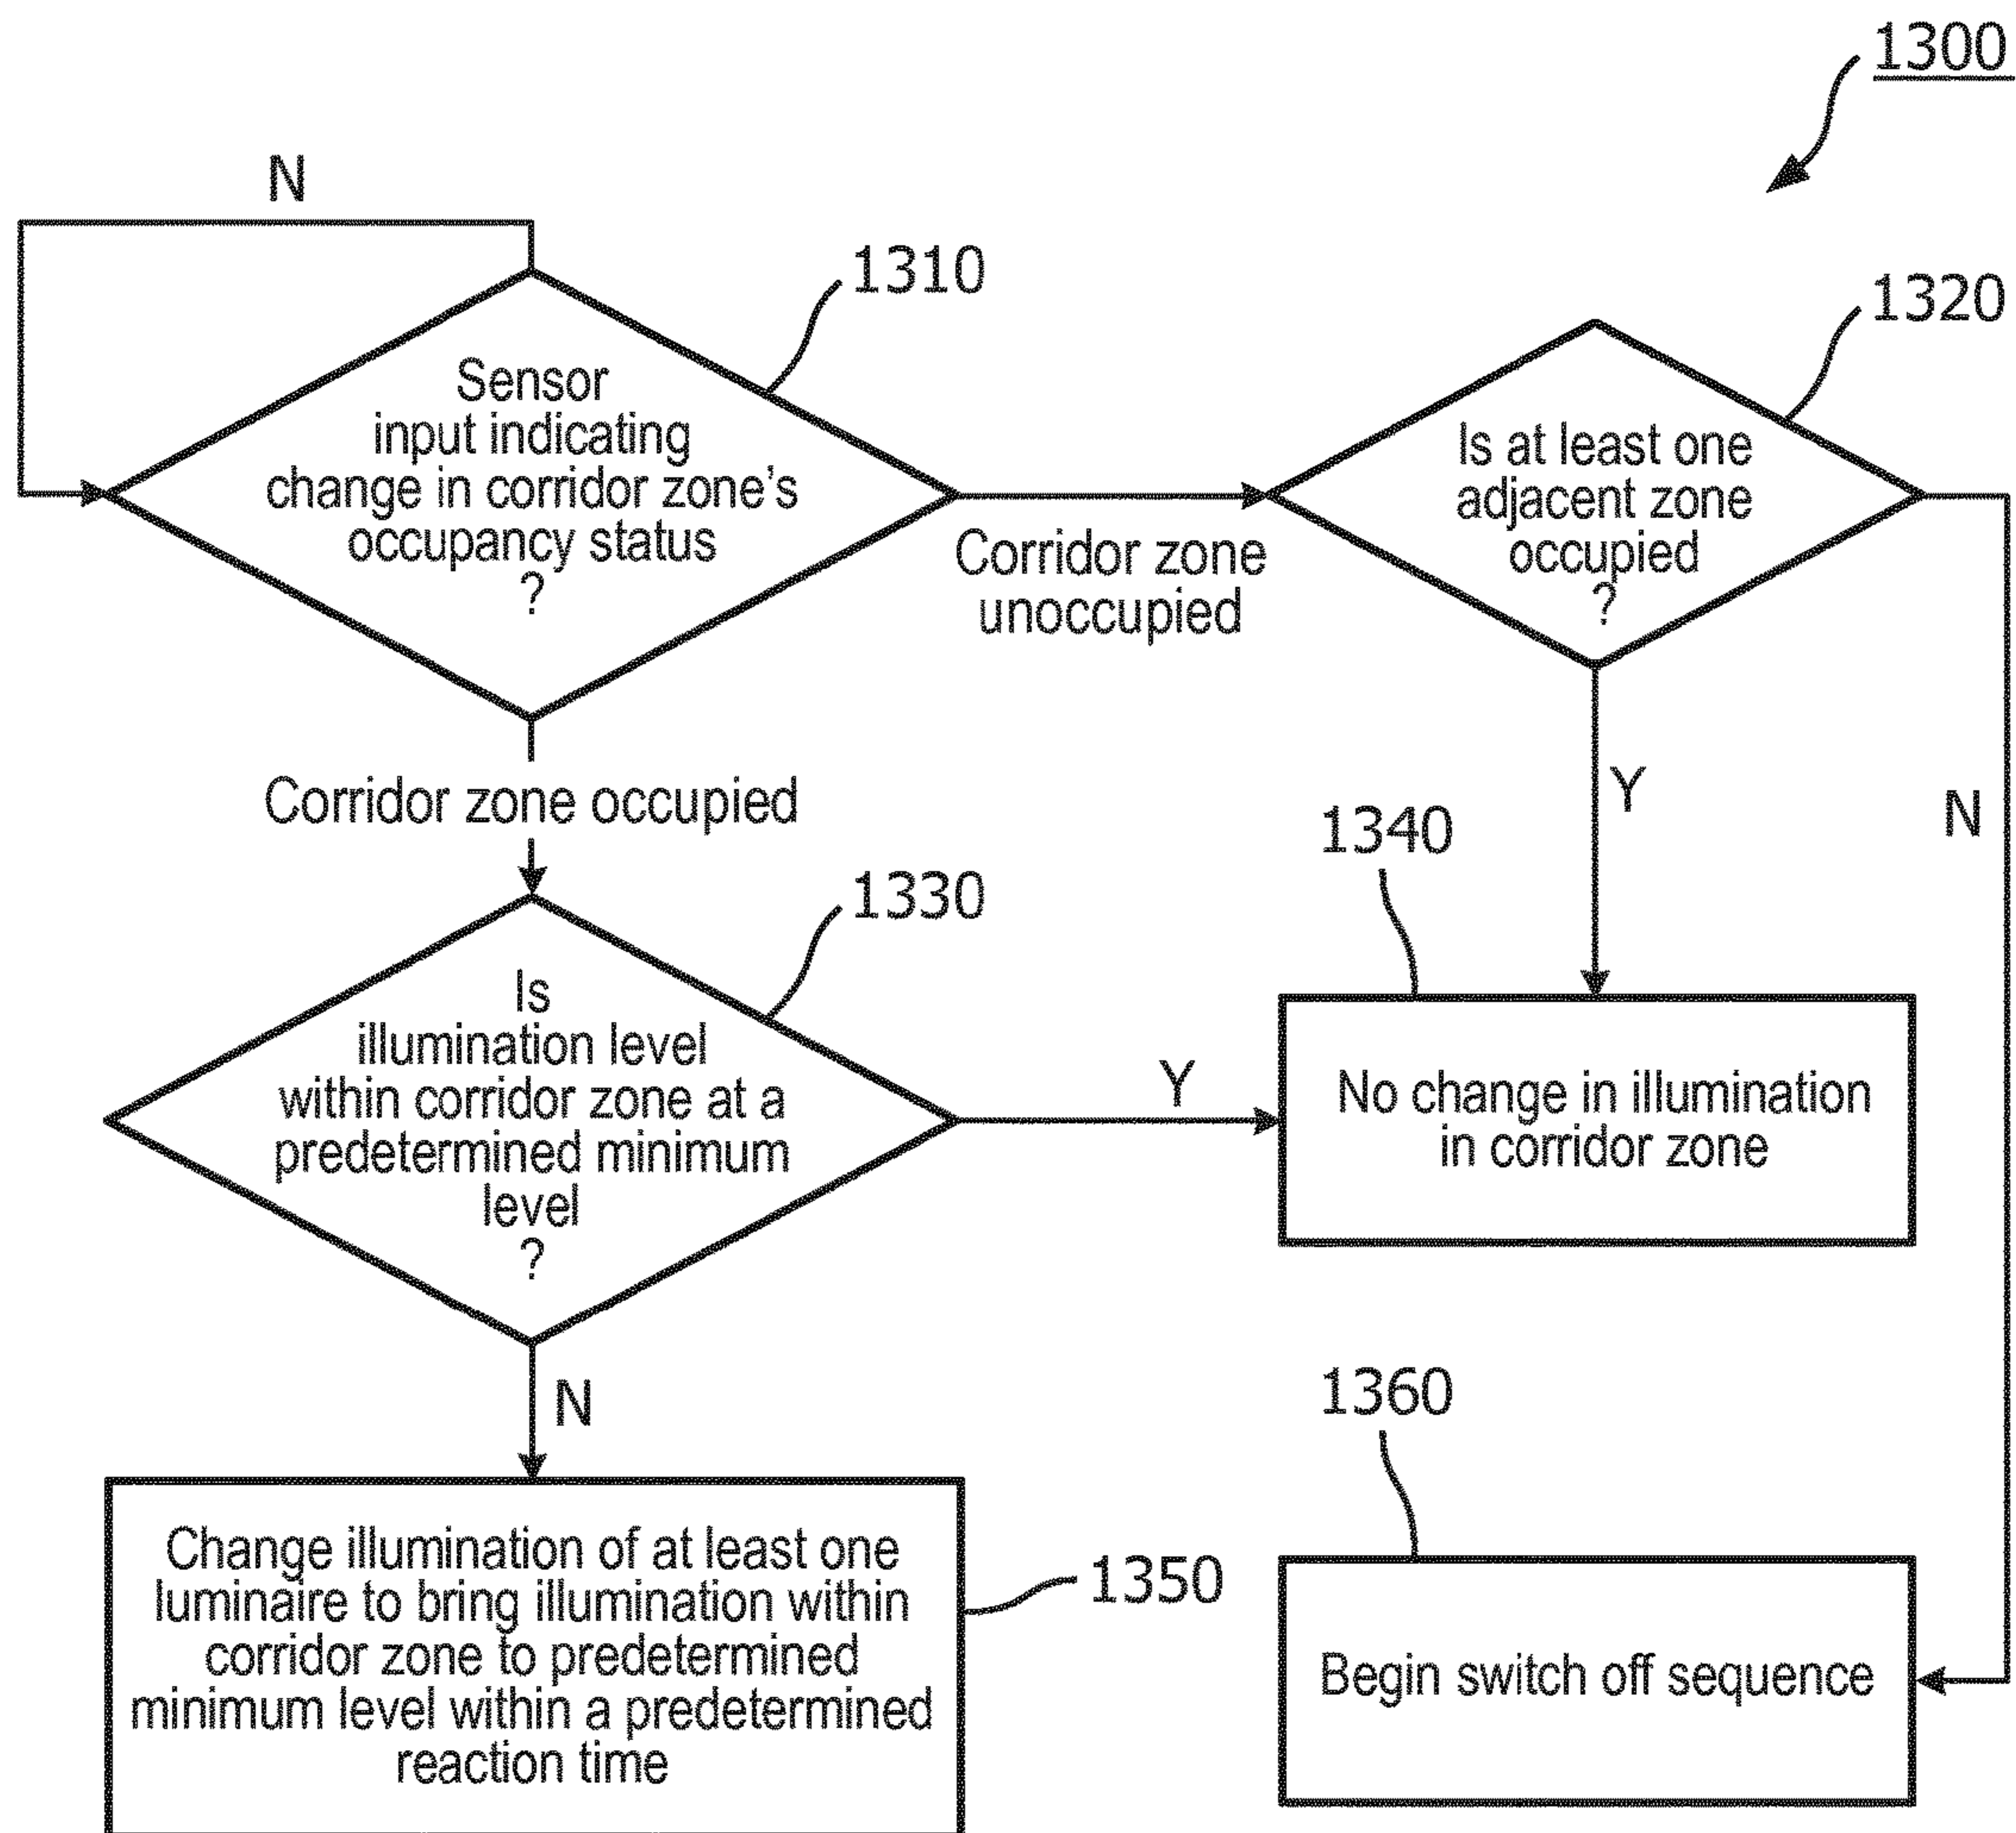 1300
N
1310
Sensor
input indicating
change in corridor zone's
occupancy status
?
1320
Is at least one
adjacent zone
occupied
?
Corridor zone
unoccupied
Corridor zone occupied
Y
N
1340
1330
Is
illumination level
within corridor zone at a
predetermined minimum
level
?
Y
No change in illumination
in corridor zone
N
1360
Change illumination of at least one
luminaire to bring illumination within
corridor zone to predetermined
minimum level within a predetermined
reaction time
1350
Begin switch off sequence